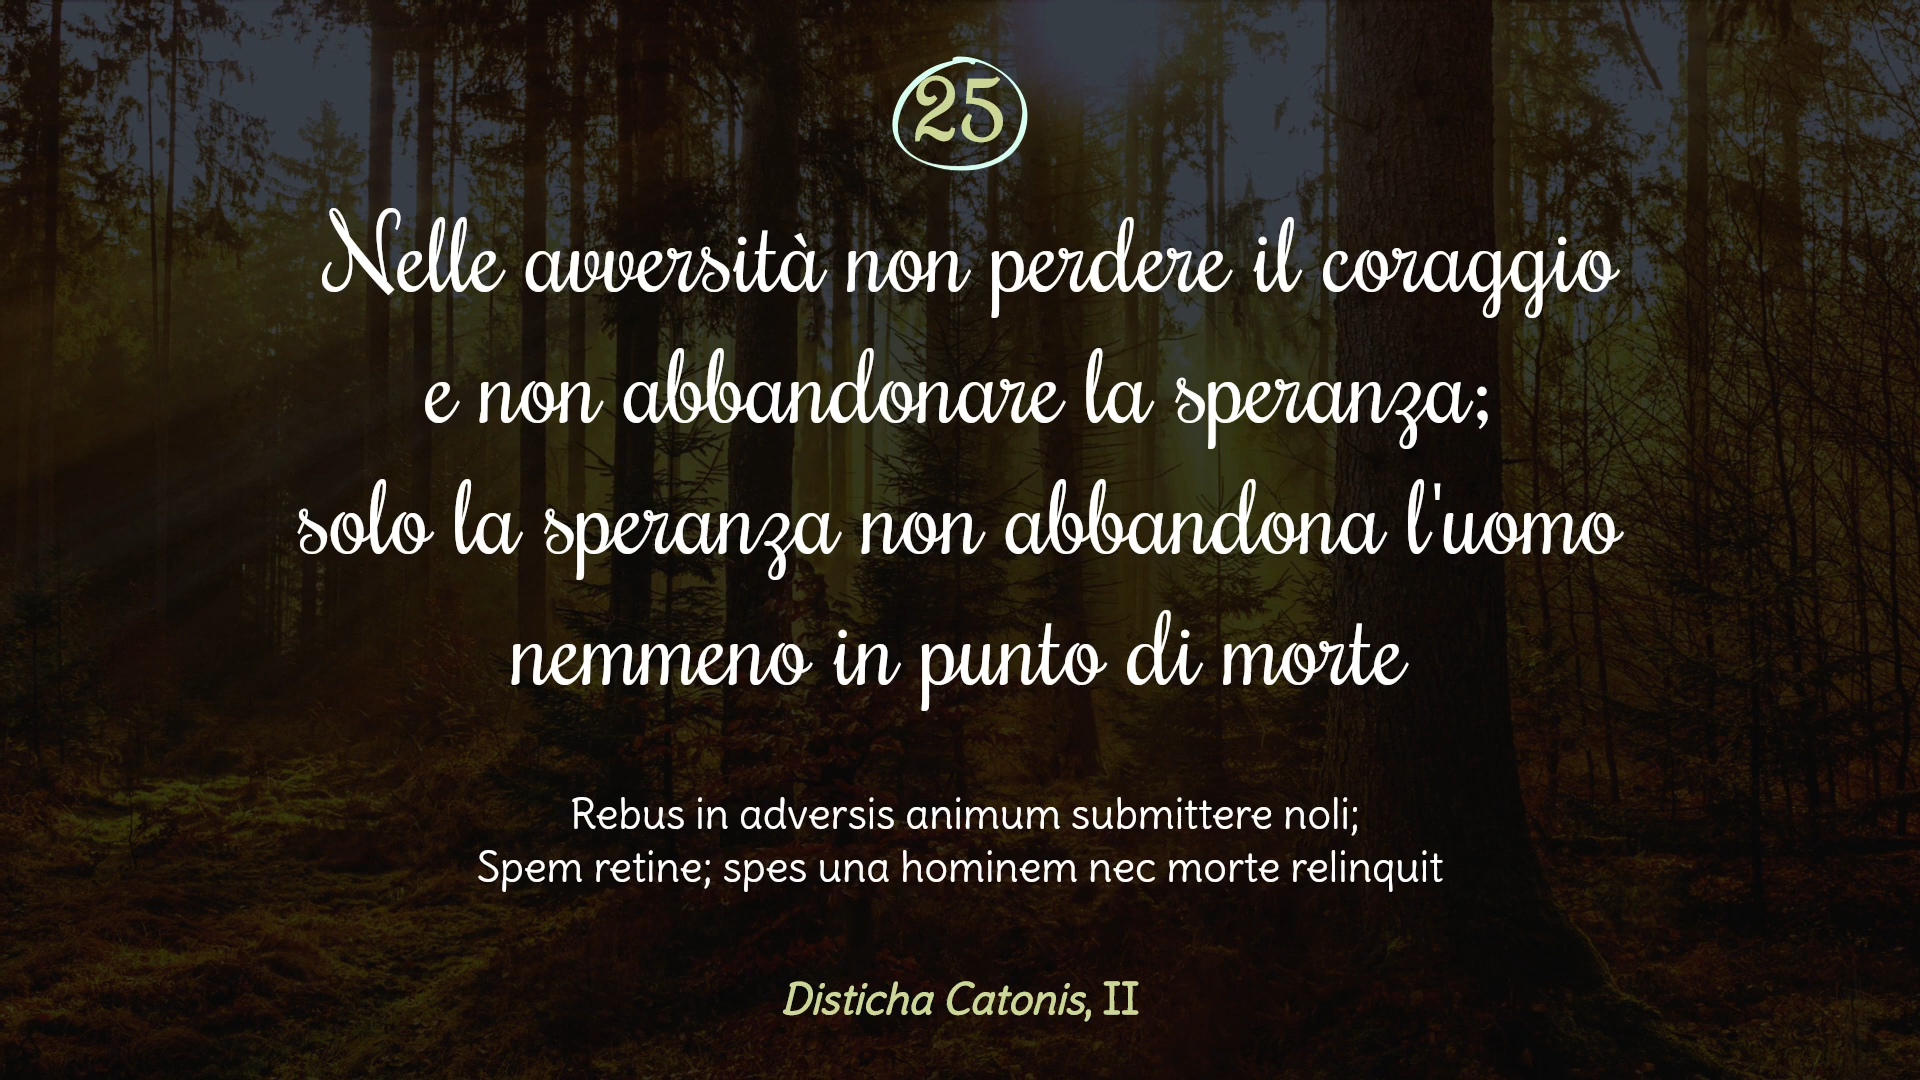 25
Nelle avversità non perdere il coraggio
e non abbandonare la speranza;
solo la speranza non abbandona l'uomo
nemmeno in punto di morte
Rebus in adversis animum submittere noli;
Spem retine; spes una hominem nec morte relinquit
Disticha Catonis, II